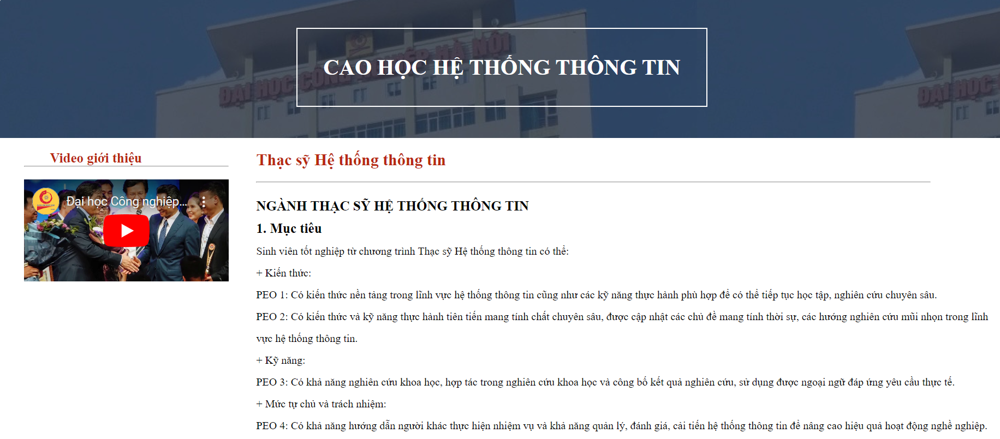 ĐẠI HỌC CÔNG NGHIỆP HÀ NỘI
CAO HỌC HỆ THỐNG THÔNG TIN
ĐẠI HỌC
Video giới thiệu
Đại học Công nghiệp...
Thạc sỹ Hệ thống thông tin
NGÀNH THẠC SỸ HỆ THỐNG THÔNG TIN
1. Mục tiêu
Sinh viên tốt nghiệp từ chương trình Thạc sỹ Hệ thống thông tin có thể:
+ Kiến thức:
PEO 1: Có kiến thức nền tảng trong lĩnh vực hệ thống thông tin cũng như các kỹ năng thực hành phù hợp để có thể tiếp tục học tập, nghiên cứu chuyên sâu.
PEO 2: Có kiến thức và kỹ năng thực hành tiên tiến mang tính chất chuyên sâu, được cập nhật các chủ đề mang tính thời sự, các hướng nghiên cứu mũi nhọn trong lĩnh
vực hệ thống thông tin.
+ Kỹ năng:
PEO 3: Có khả năng nghiên cứu khoa học, hợp tác trong nghiên cứu khoa học và công bố kết quả nghiên cứu, sử dụng được ngoại ngữ đáp ứng yêu cầu thực tế.
+ Mức tự chủ và trách nhiệm:
PEO 4: Có khả năng hướng dẫn người khác thực hiện nhiệm vụ và khả năng quản lý, đánh giá, cải tiến hệ thống thông tin để nâng cao hiệu quả hoạt động nghề nghiệp.